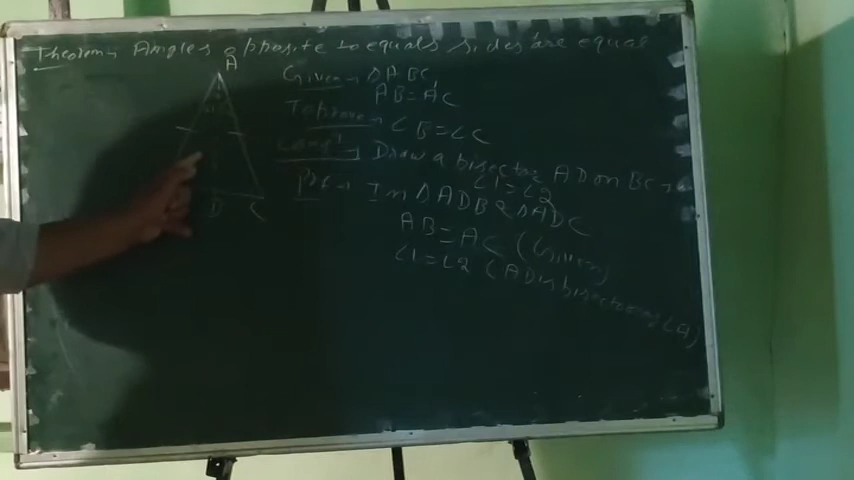 Theorem→ Angles opposite to equals sides are equal
A
Given→ ΔABC
AB=AC
To prove→ ∠B=∠C
Const→ Draw a bisector AD on BC
∠1=∠2
In ΔADB & ΔADC
AB=AC (Given)
∠1=∠2 (AD is bisector of ∠A)
D C